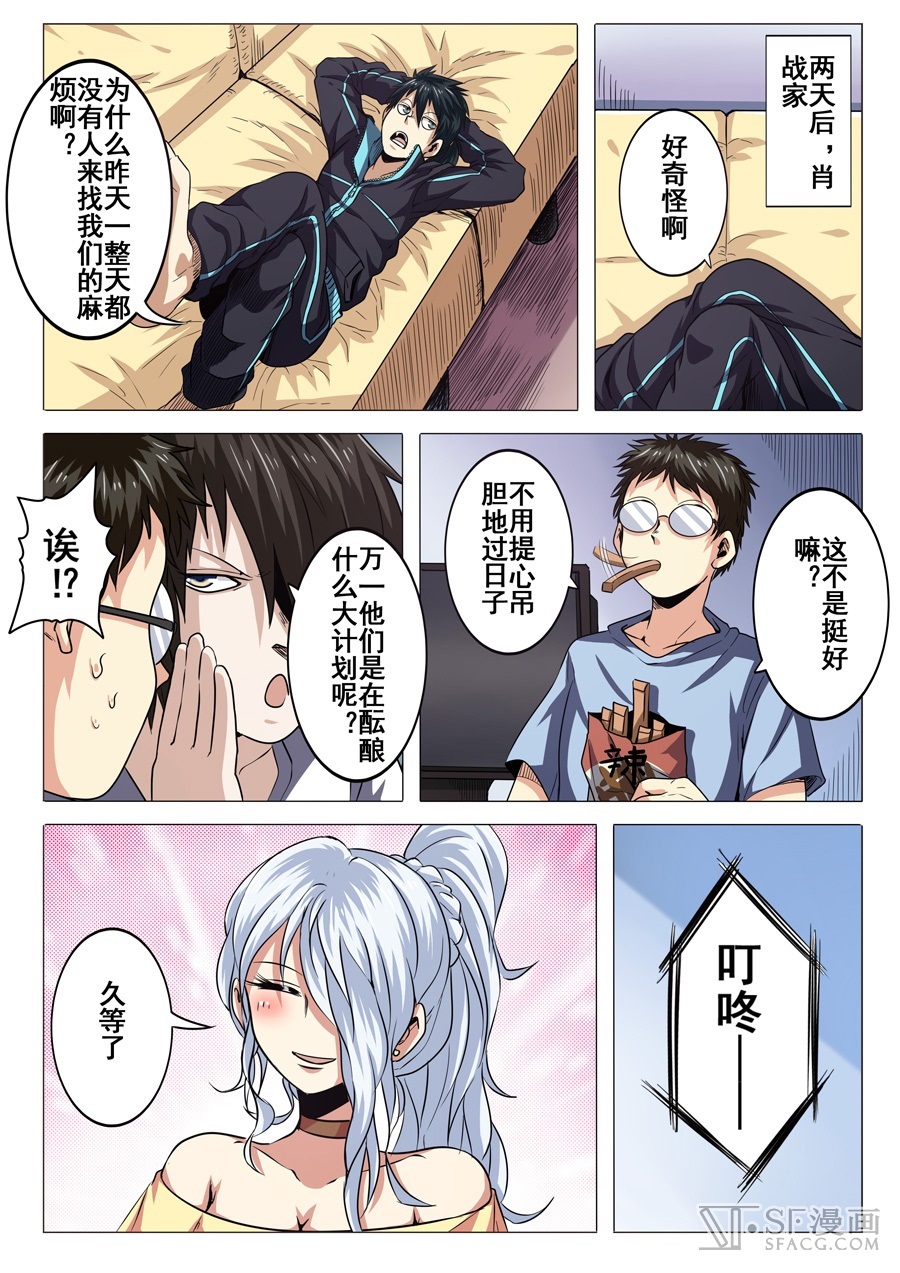 两天后，肖
战家
好奇怪啊
为什么昨天一整天都
没有人来找我们的麻
烦啊？
这不是挺好
嘛？
不用提心吊
胆地过日子
辣
万一他们是在酝酿
什么大计划呢？
诶
!?
叮咚——
久等
了
SF漫画
SFACG.COM